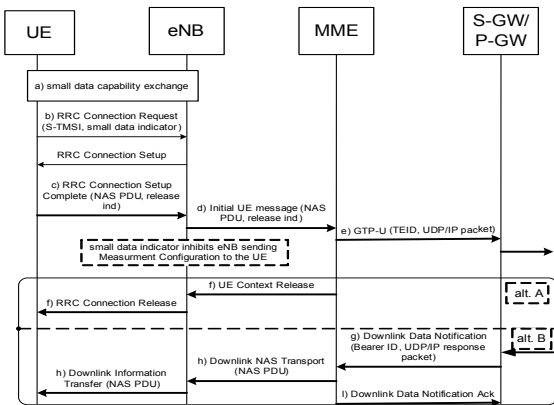 UE
eNB
MME
S-GW/
P-GW
a) small data capability exchange
b) RRC Connection Request
(S-TMSI, small data indicator)
RRC Connection Setup
c) RRC Connection Setup
Complete (NAS PDU, release
ind)
d) Initial UE message (NAS
PDU, release ind)
e) GTP-U (TEID, UDP/IP packet)
small data indicator inhibits eNB sending
Measurment Configuration to the UE
f) UE Context Release
alt. A
f) RRC Connection Release
alt. B
g) Downlink Data Notification
(Bearer ID, UDP/IP response
packet)
h) Downlink NAS Transport
(NAS PDU)
h) Downlink Information
Transfer (NAS PDU)
I) Downlink Data Notification Ack